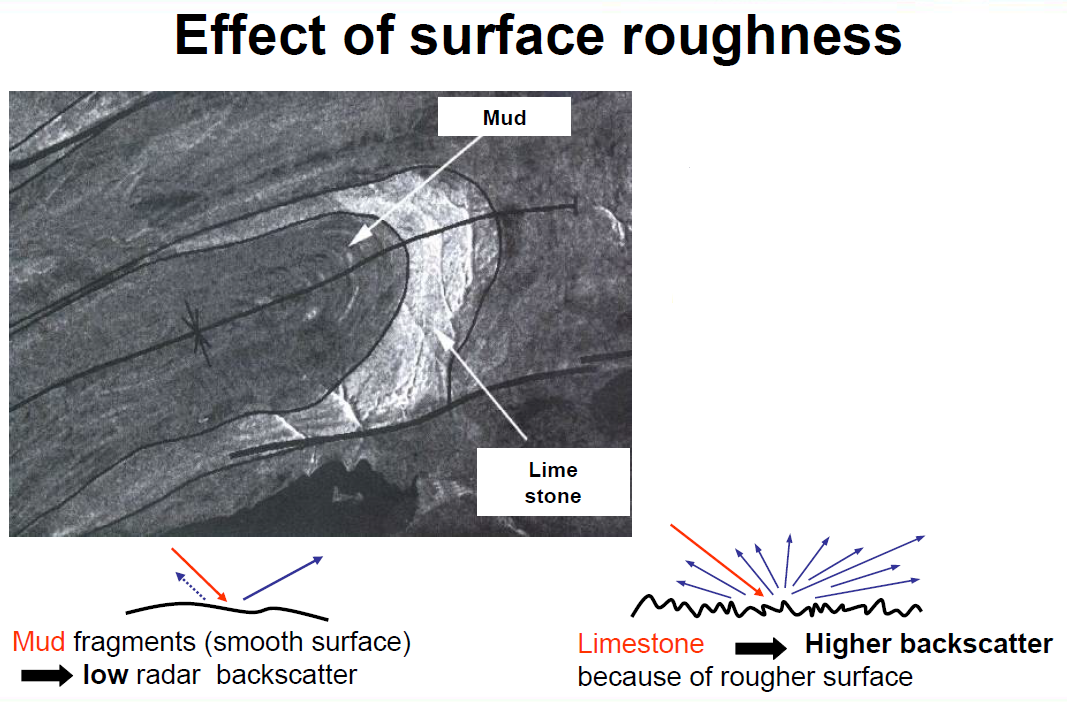 Effect of surface roughness
Mud
Lime
stone
Mud fragments (smooth surface)
low radar backscatter
Limestone Higher backscatter
because of rougher surface